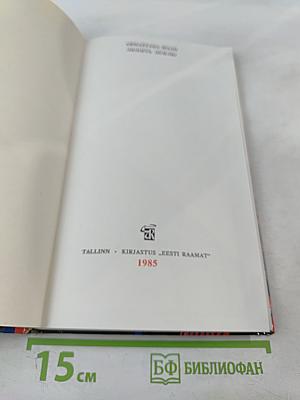 TALLINN · KIRJASTUS „EESTI RAAMAT“
1985
15 см
БФ БИБЛИОФАН